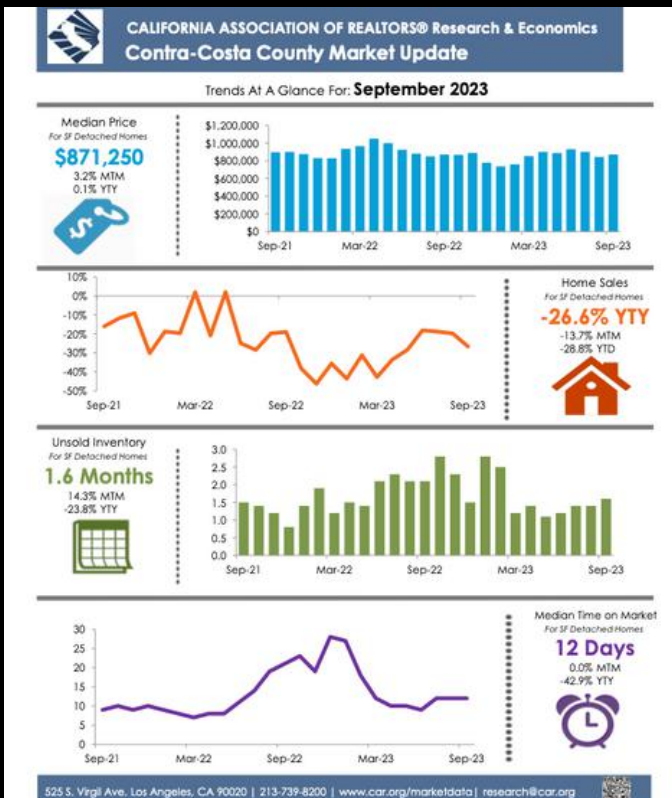 CALIFORNIA ASSOCIATION OF REALTORS® Research & Economics
Contra-Costa County Market Update
Trends At A Glance For: September 2023
Median Price
For SF Detached Homes
$871,250
3.2% MTM
0.1% YTY
$1,200,000
$1,000,000
$800,000
$600,000
$400,000
$200,000
$0
Sep-21 Mar-22 Sep-22 Mar-23 Sep-23
10%
0%
-10%
-20%
-30%
-40%
-50%
Sep-21 Mar-22 Sep-22 Mar-23 Sep-23
Home Sales
For SF Detached Homes
-26.6% YTY
-13.7% MTM
-28.8% YTD
Unsold Inventory
For SF Detached Homes
1.6 Months
14.3% MTM
-23.8% YTY
3.0
2.5
2.0
1.5
1.0
0.5
0.0
Sep-21 Mar-22 Sep-22 Mar-23 Sep-23
30
25
20
15
10
5
0
Sep-21 Mar-22 Sep-22 Mar-23 Sep-23
Median Time on Market
For SF Detached Homes
12 Days
0.0% MTM
-42.9% YTY
525 S. Virgil Ave. Los Angeles, CA 90020 | 213-739-8200 | www.car.org/marketdata| research@car.org